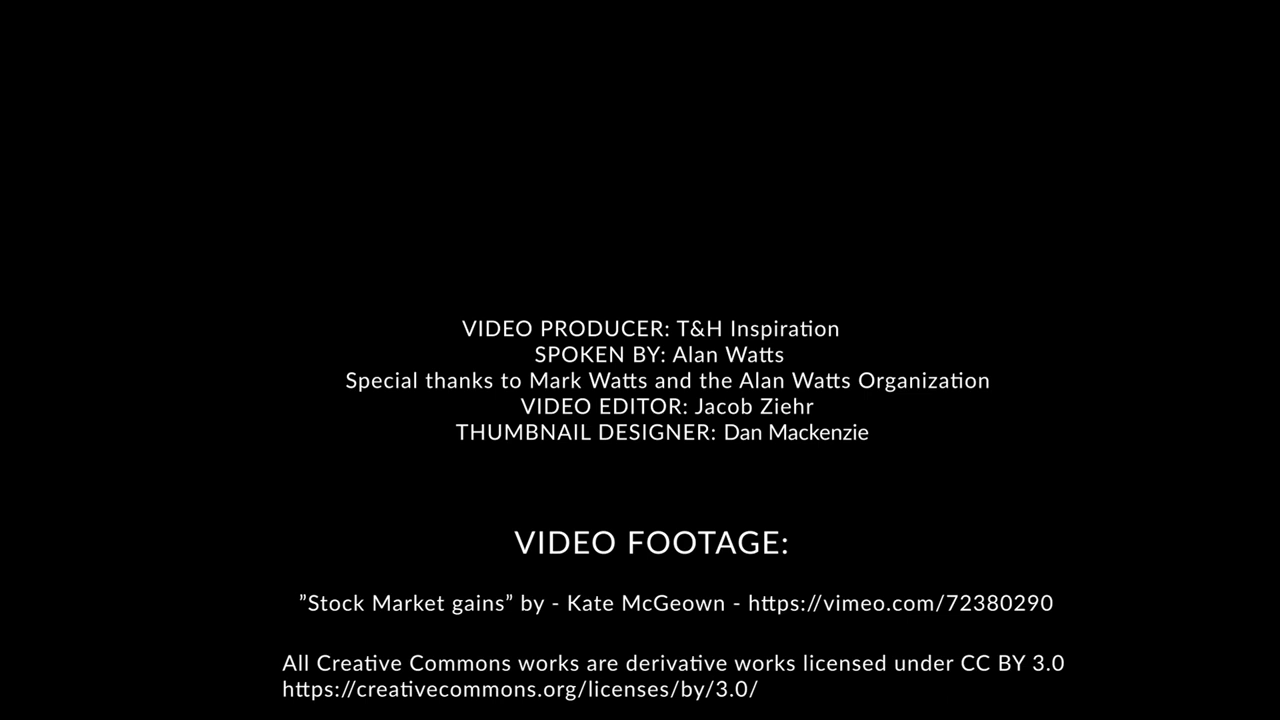 VIDEO PRODUCER: T&H Inspiration
SPOKEN BY: Alan Watts
Special thanks to Mark Watts and the Alan Watts Organization
VIDEO EDITOR: Jacob Ziehr
THUMBNAIL DESIGNER: Dan Mackenzie
VIDEO FOOTAGE:
”Stock Market gains” by - Kate McGeown - https://vimeo.com/72380290
All Creative Commons works are derivative works licensed under CC BY 3.0
https://creativecommons.org/licenses/by/3.0/